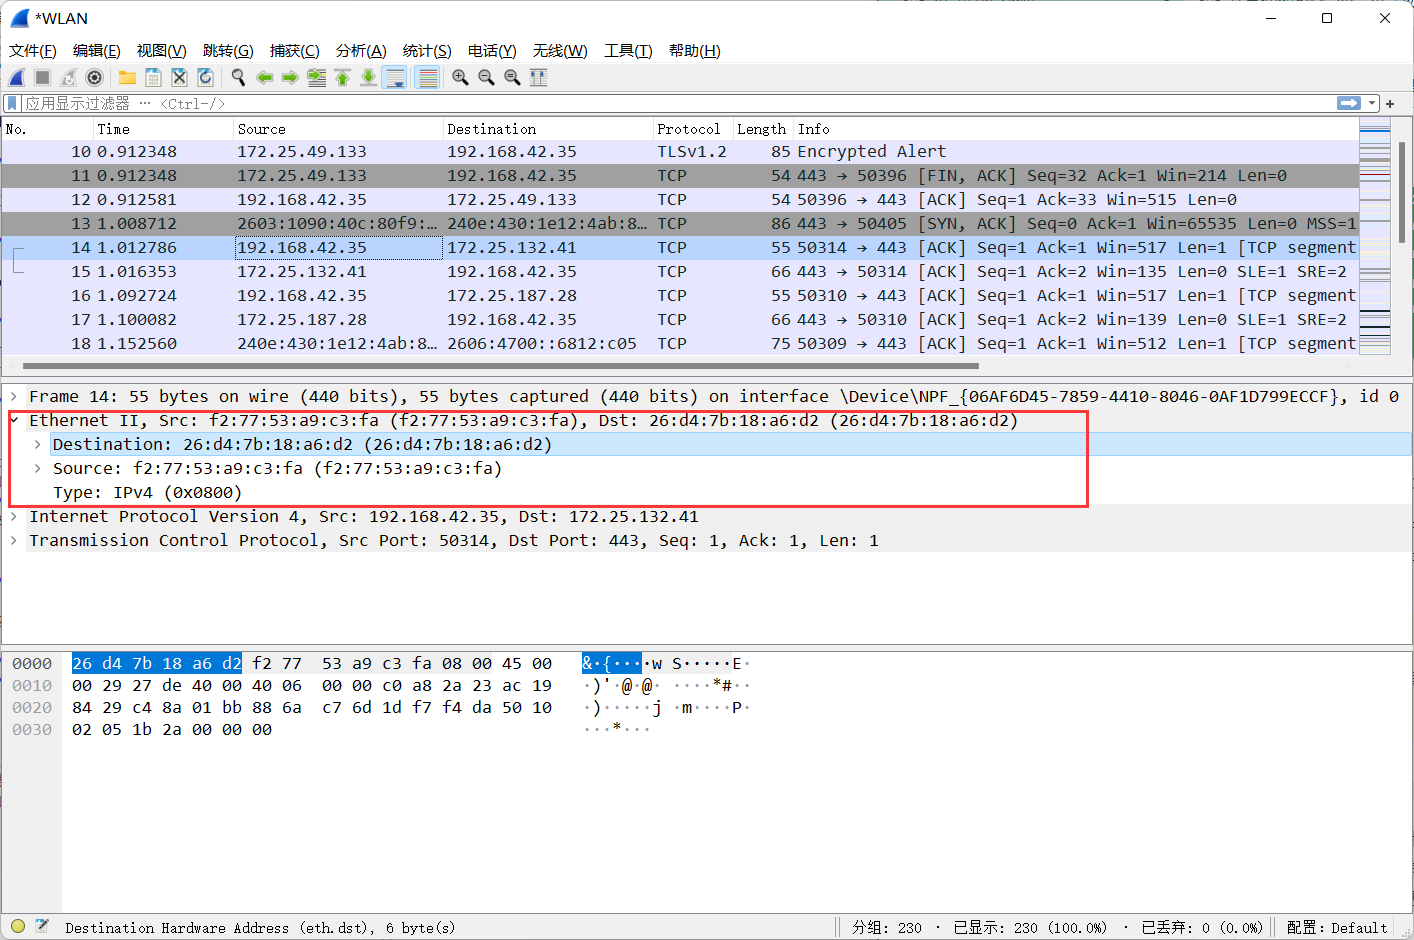 *WLAN
文件(F) 编辑(E) 视图(V) 跳转(G) 捕获(C) 分析(A) 统计(S) 电话(Y) 无线(W) 工具(T) 帮助(H)
应用显示过滤器 … <Ctrl-/>
No. Time Source Destination Protocol Length Info
10 0.912348 172.25.49.133 192.168.42.35 TLSv1.2 85 Encrypted Alert
11 0.912348 172.25.49.133 192.168.42.35 TCP 54 443 → 50396 [FIN, ACK] Seq=32 Ack=1 Win=214 Len=0
12 0.912581 192.168.42.35 172.25.49.133 TCP 54 50396 → 443 [ACK] Seq=1 Ack=33 Win=515 Len=0
13 1.008712 2603:1090:40c:80f9:… 240e:430:1e12:4ab:8… TCP 86 443 → 50405 [SYN, ACK] Seq=0 Ack=1 Win=65535 Len=0 MSS=1
14 1.012786 192.168.42.35 172.25.132.41 TCP 55 50314 → 443 [ACK] Seq=1 Ack=1 Win=517 Len=1 [TCP segment
15 1.016353 172.25.132.41 192.168.42.35 TCP 66 443 → 50314 [ACK] Seq=1 Ack=2 Win=135 Len=0 SLE=1 SRE=2
16 1.092724 192.168.42.35 172.25.187.28 TCP 55 50310 → 443 [ACK] Seq=1 Ack=1 Win=517 Len=1 [TCP segment
17 1.100082 172.25.187.28 192.168.42.35 TCP 66 443 → 50310 [ACK] Seq=1 Ack=2 Win=139 Len=0 SLE=1 SRE=2
18 1.152560 240e:430:1e12:4ab:8… 2606:4700::6812:c05 TCP 75 50309 → 443 [ACK] Seq=1 Ack=1 Win=512 Len=1 [TCP segment
Frame 14: 55 bytes on wire (440 bits), 55 bytes captured (440 bits) on interface \Device\NPF_{06AF6D45-7859-4410-8046-0AF1D799ECCF}, id 0
Ethernet II, Src: f2:77:53:a9:c3:fa (f2:77:53:a9:c3:fa), Dst: 26:d4:7b:18:a6:d2 (26:d4:7b:18:a6:d2)
Destination: 26:d4:7b:18:a6:d2 (26:d4:7b:18:a6:d2)
Source: f2:77:53:a9:c3:fa (f2:77:53:a9:c3:fa)
Type: IPv4 (0x0800)
Internet Protocol Version 4, Src: 192.168.42.35, Dst: 172.25.132.41
Transmission Control Protocol, Src Port: 50314, Dst Port: 443, Seq: 1, Ack: 1, Len: 1
0000 26 d4 7b 18 a6 d2 f2 77 53 a9 c3 fa 08 00 45 00 &·{····w S·····E·
0010 00 29 27 de 40 00 40 06 00 00 c0 a8 2a 23 ac 19 ·)'·@·@· ····*#··
0020 84 29 c4 8a 01 bb 88 6a c7 6d 1d f7 f4 da 50 10 ·)·····j ·m····P·
0030 02 05 1b 2a 00 00 00 ···*···
Destination Hardware Address (eth.dst), 6 byte(s) 分组: 230 · 已显示: 230 (100.0%) · 已丢弃: 0 (0.0%) 配置: Default